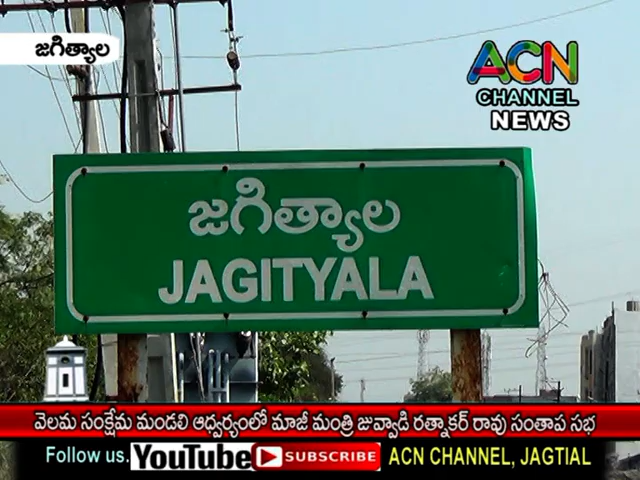 జగిత్యాల
ACN
CHANNEL
NEWS
జగిత్యాల
JAGITYALA
వెలమ సంక్షేమ మండలి ఆధ్వర్యంలో మాజీ మంత్రి జువ్వాడి రత్నాకర్ రావు సంతాప సభ
Follow us. YouTube SUBSCRIBE ACN CHANNEL, JAGTIAL